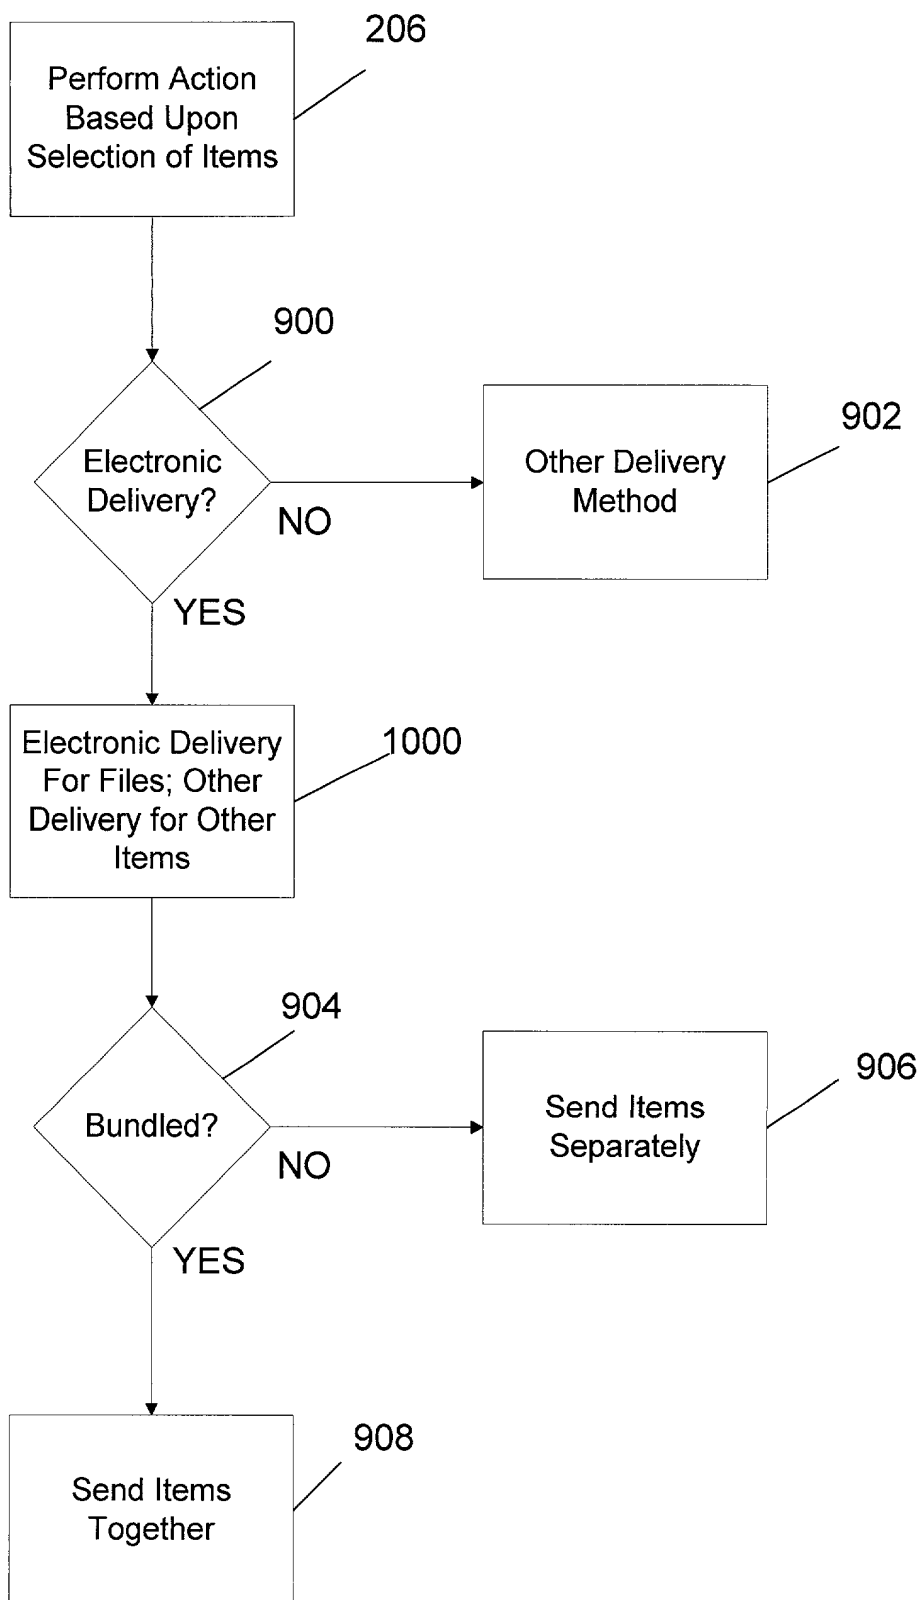 206
Perform Action
Based Upon
Selection of Items
900
Electronic
Delivery?
NO
YES
902
Other Delivery
Method
1000
Electronic Delivery
For Files; Other
Delivery for Other
Items
904
Bundled?
NO
YES
906
Send Items
Separately
908
Send Items
Together